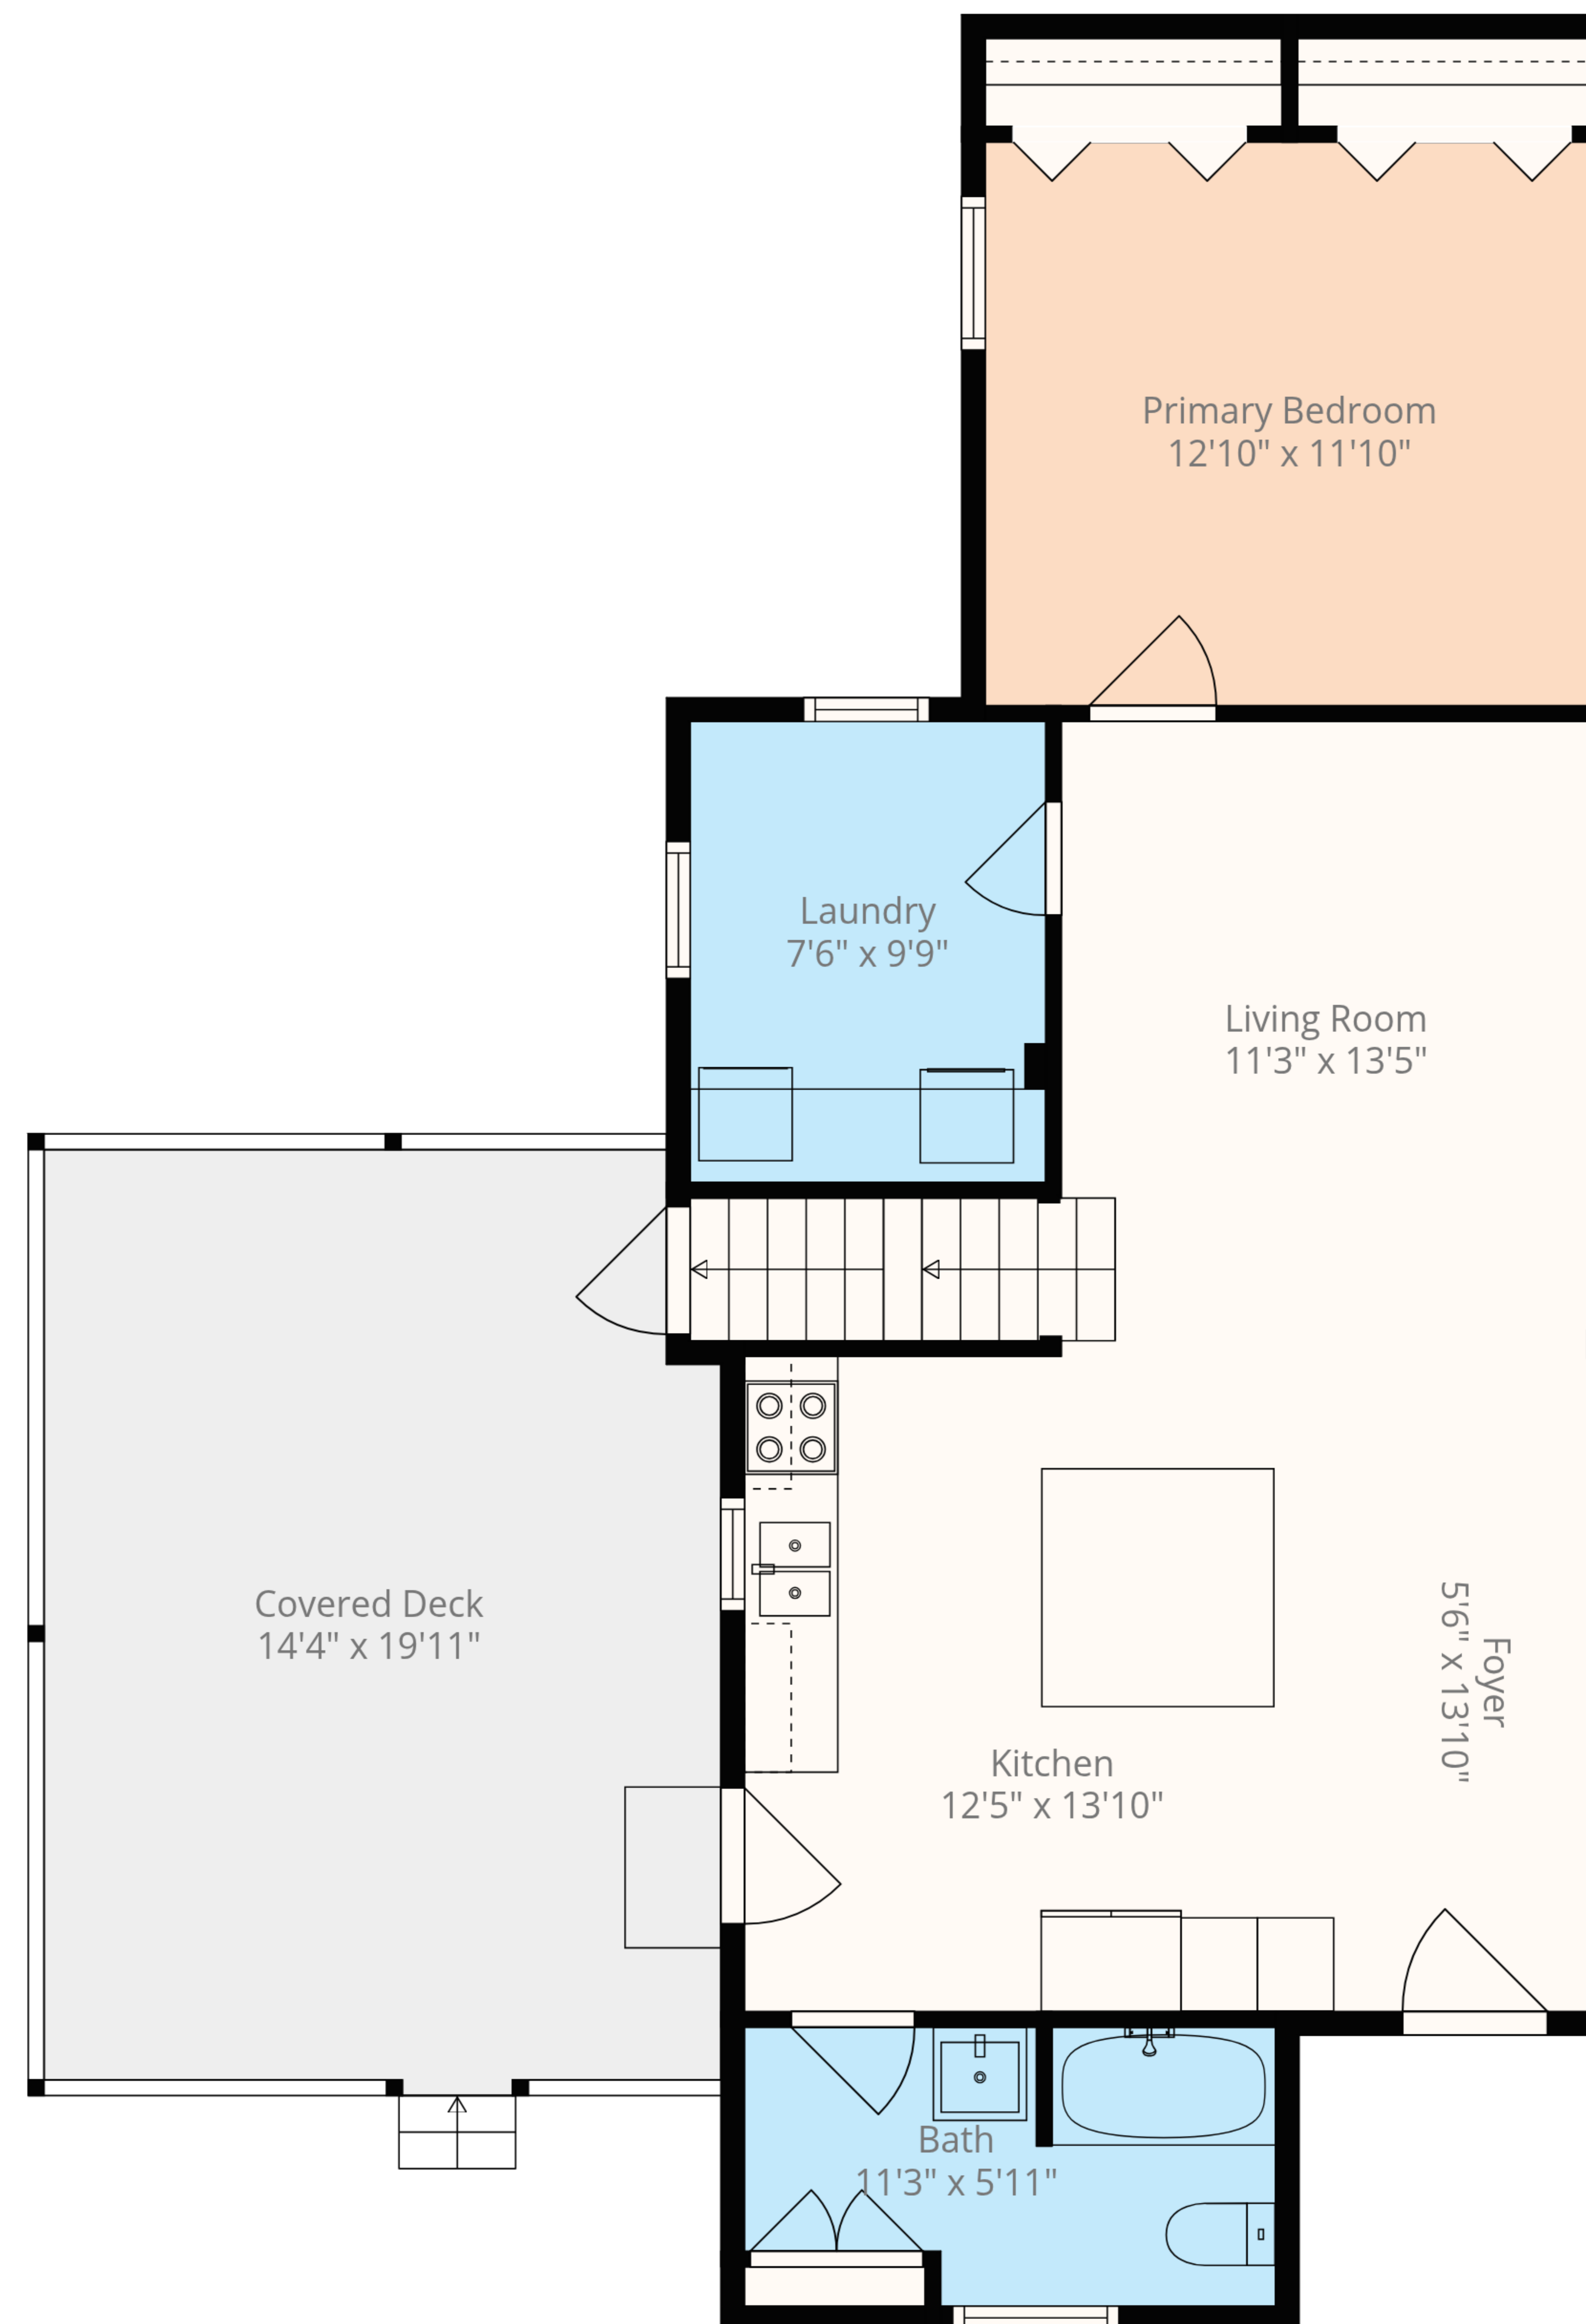 Primary Bedroom
12'10" x 11'10"
Laundry
7'6" x 9'9"
Living Room
11'3" x 13'5"
Covered Deck
14'4" x 19'11"
Foyer
5'6" x 13'10"
Kitchen
12'5" x 13'10"
Bath
11'3" x 5'11"